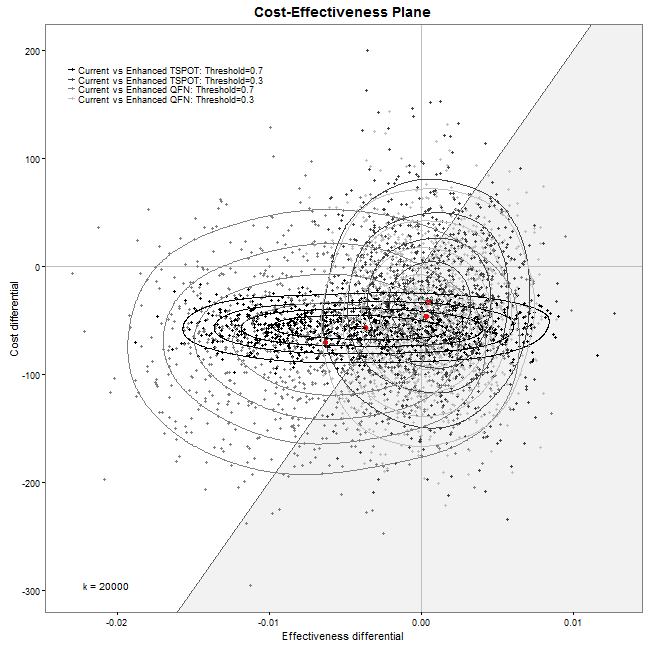 Cost-Effectiveness Plane
200
100
0
-100
-200
-300
Cost differential
Current vs Enhanced TSPOT: Threshold=0.7
Current vs Enhanced TSPOT: Threshold=0.3
Current vs Enhanced QFN: Threshold=0.7
Current vs Enhanced QFN: Threshold=0.3
k = 20000
-0.02
-0.01
0.00
0.01
Effectiveness differential